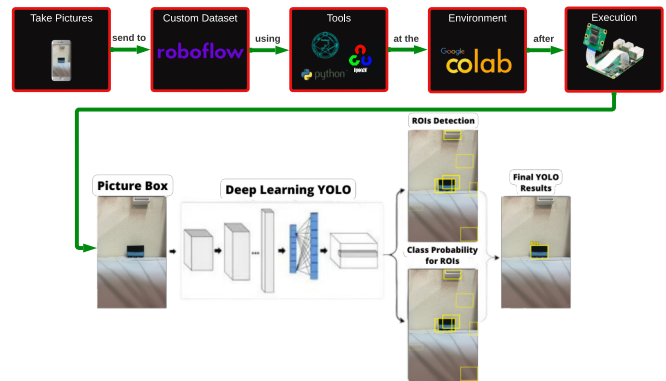 Take Pictures
send to
Custom Dataset
roboflow
using
Tools
python
OpenCV
at the
Environment
Google
colab
after
Execution
Picture Box
Deep Learning YOLO
ROIs Detection
Class Probability
for ROIs
Final YOLO
Results